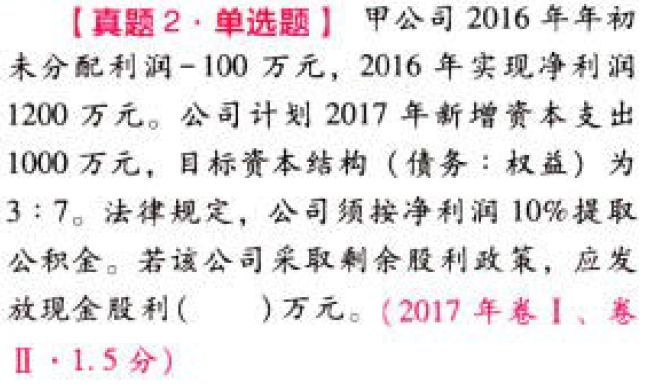 【真题2·单选题】 甲公司 2016 年年初
未分配利润-100 万元，2016 年实现净利润
1200 万元。公司计划 2017 年新增资本支出
1000 万元，目标资本结构（债务：权益）为
3：7。法律规定，公司须按净利润 10%提取
公积金。若该公司采取剩余股利政策，应发
放现金股利(  )万元。(2017 年卷Ⅰ、卷
Ⅱ·1.5 分)